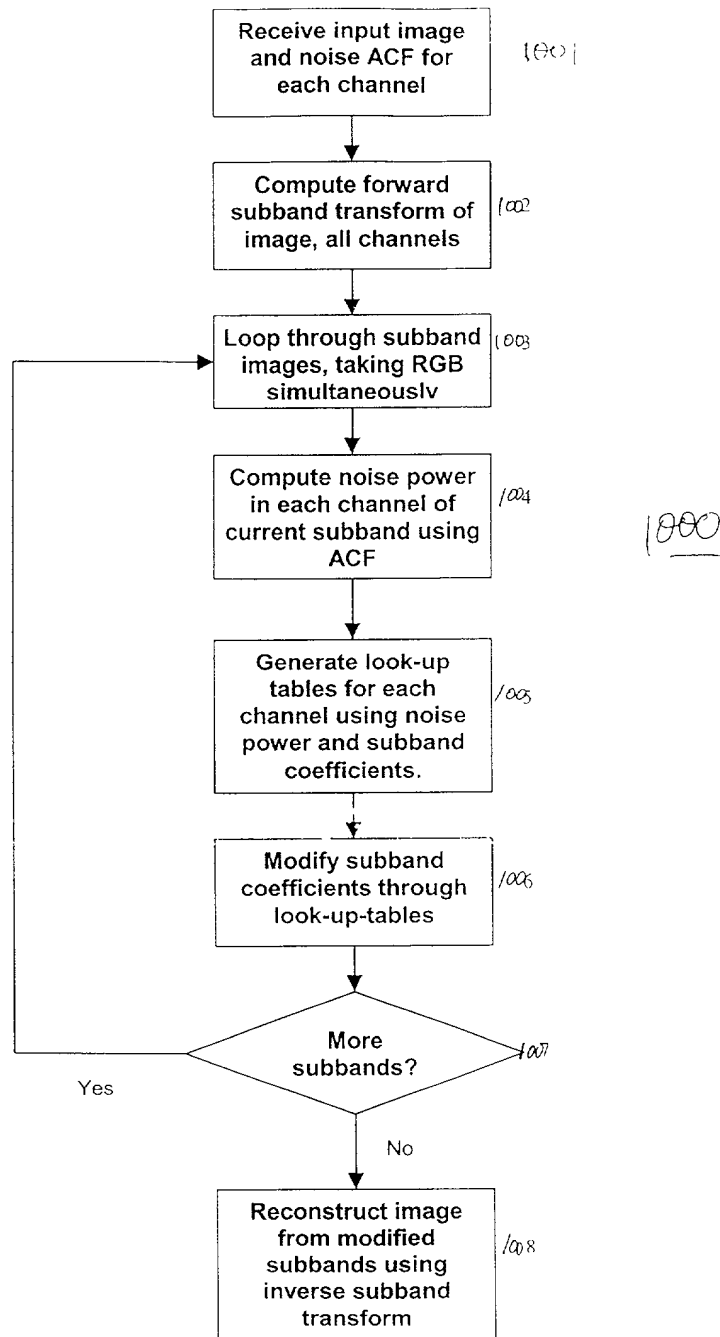 Receive input image
and noise ACF for
each channel
1001
Compute forward
subband transform of
image, all channels
1002
Loop through subband
images, taking RGB
simultaneously
1003
Compute noise power
in each channel of
current subband using
ACF
1004
1000
Generate look-up
tables for each
channel using noise
power and subband
coefficients.
1005
Modify subband
coefficients through
look-up-tables
1006
More
subbands?
1007
Yes
No
Reconstruct image
from modified
subbands using
inverse subband
transform
1008